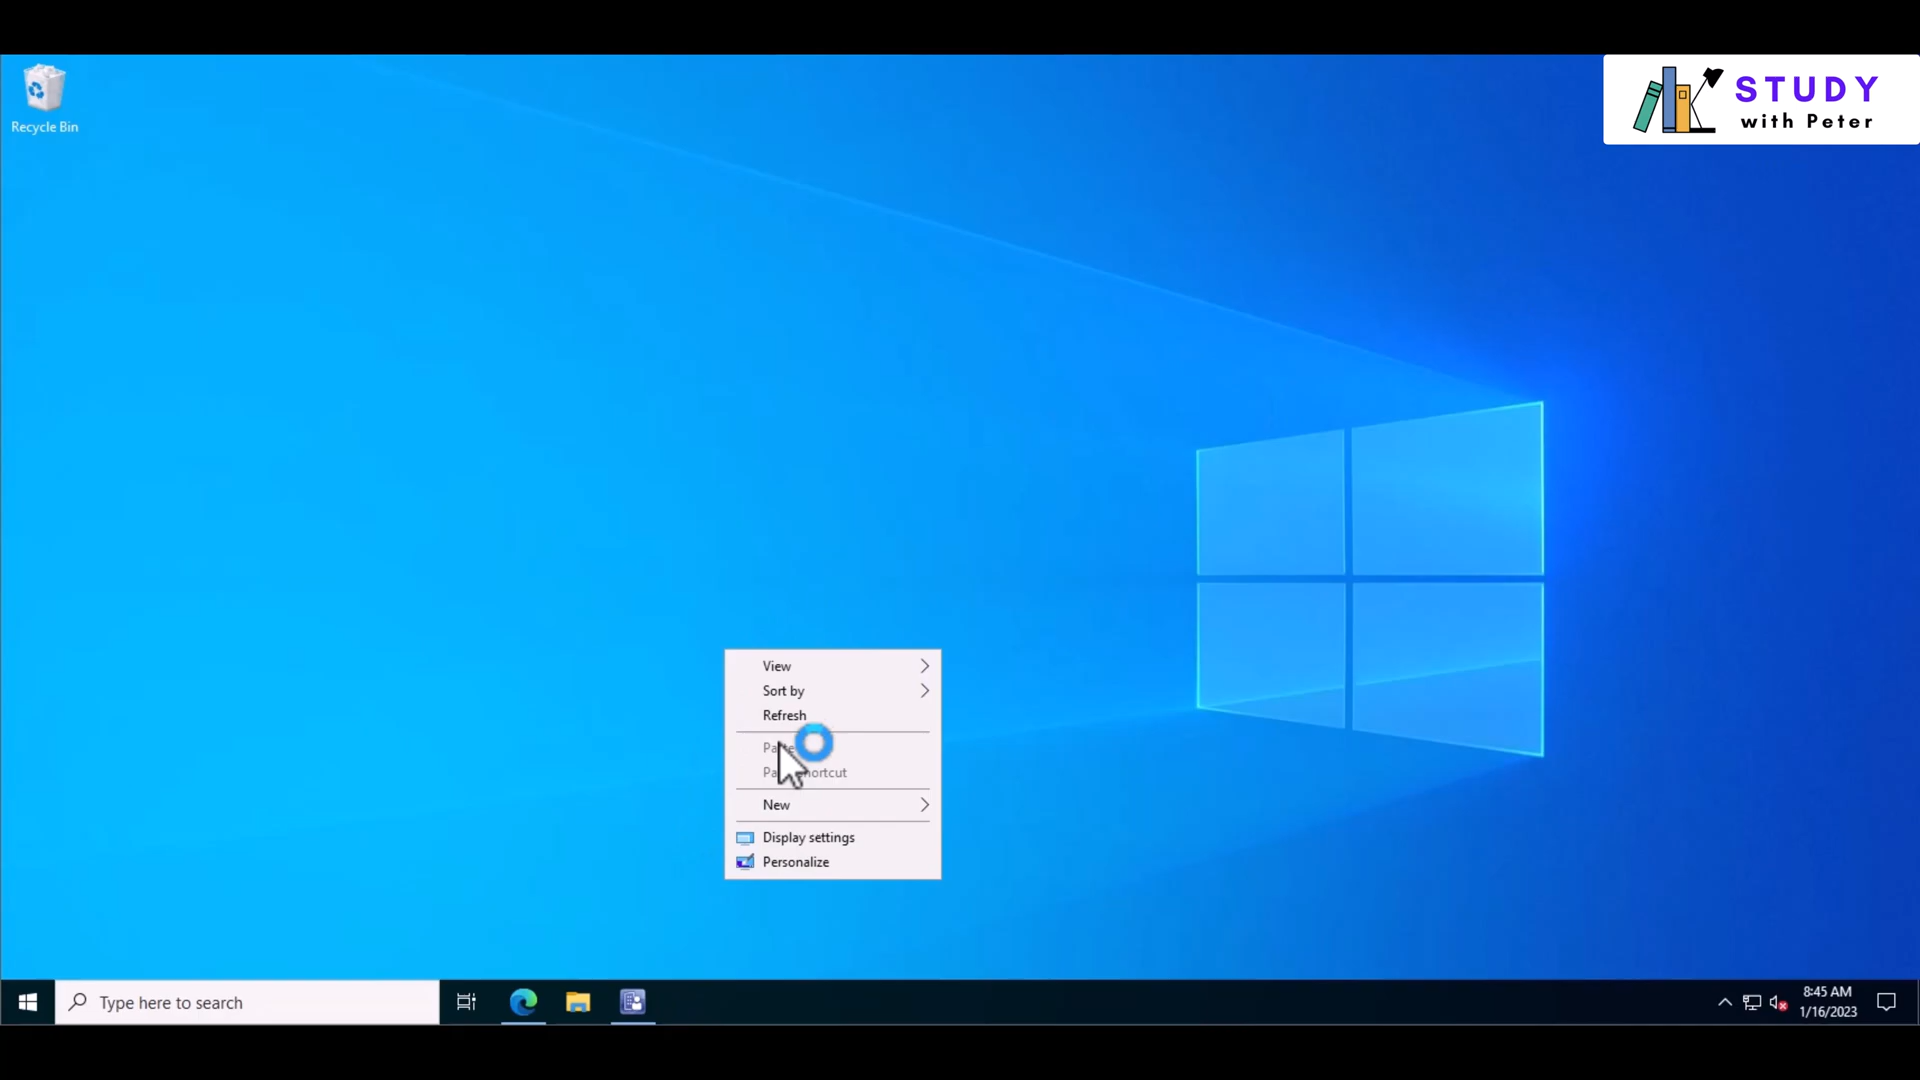 Recycle Bin
STUDY
with Peter
View
Sort by
Refresh
New
Display settings
Personalize
Type here to search
8:45 AM
1/16/2023